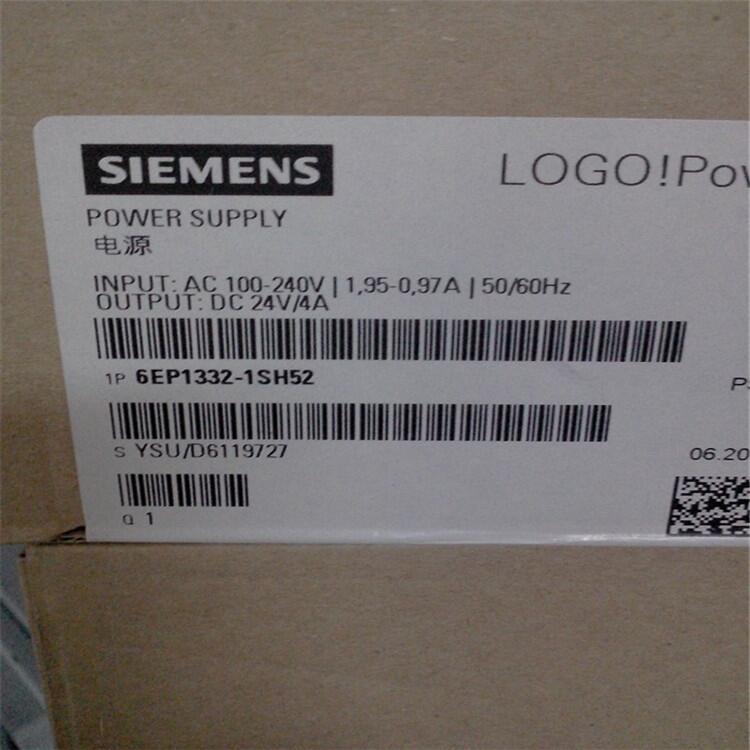 SIEMENS
LOGO!Pow
POWER SUPPLY
电源
INPUT: AC 100-240V | 1,95-0,97A | 50/60Hz
OUTPUT: DC 24V/4A
1P 6EP1332-1SH52
S YSU/D6119727
06.20
Q 1